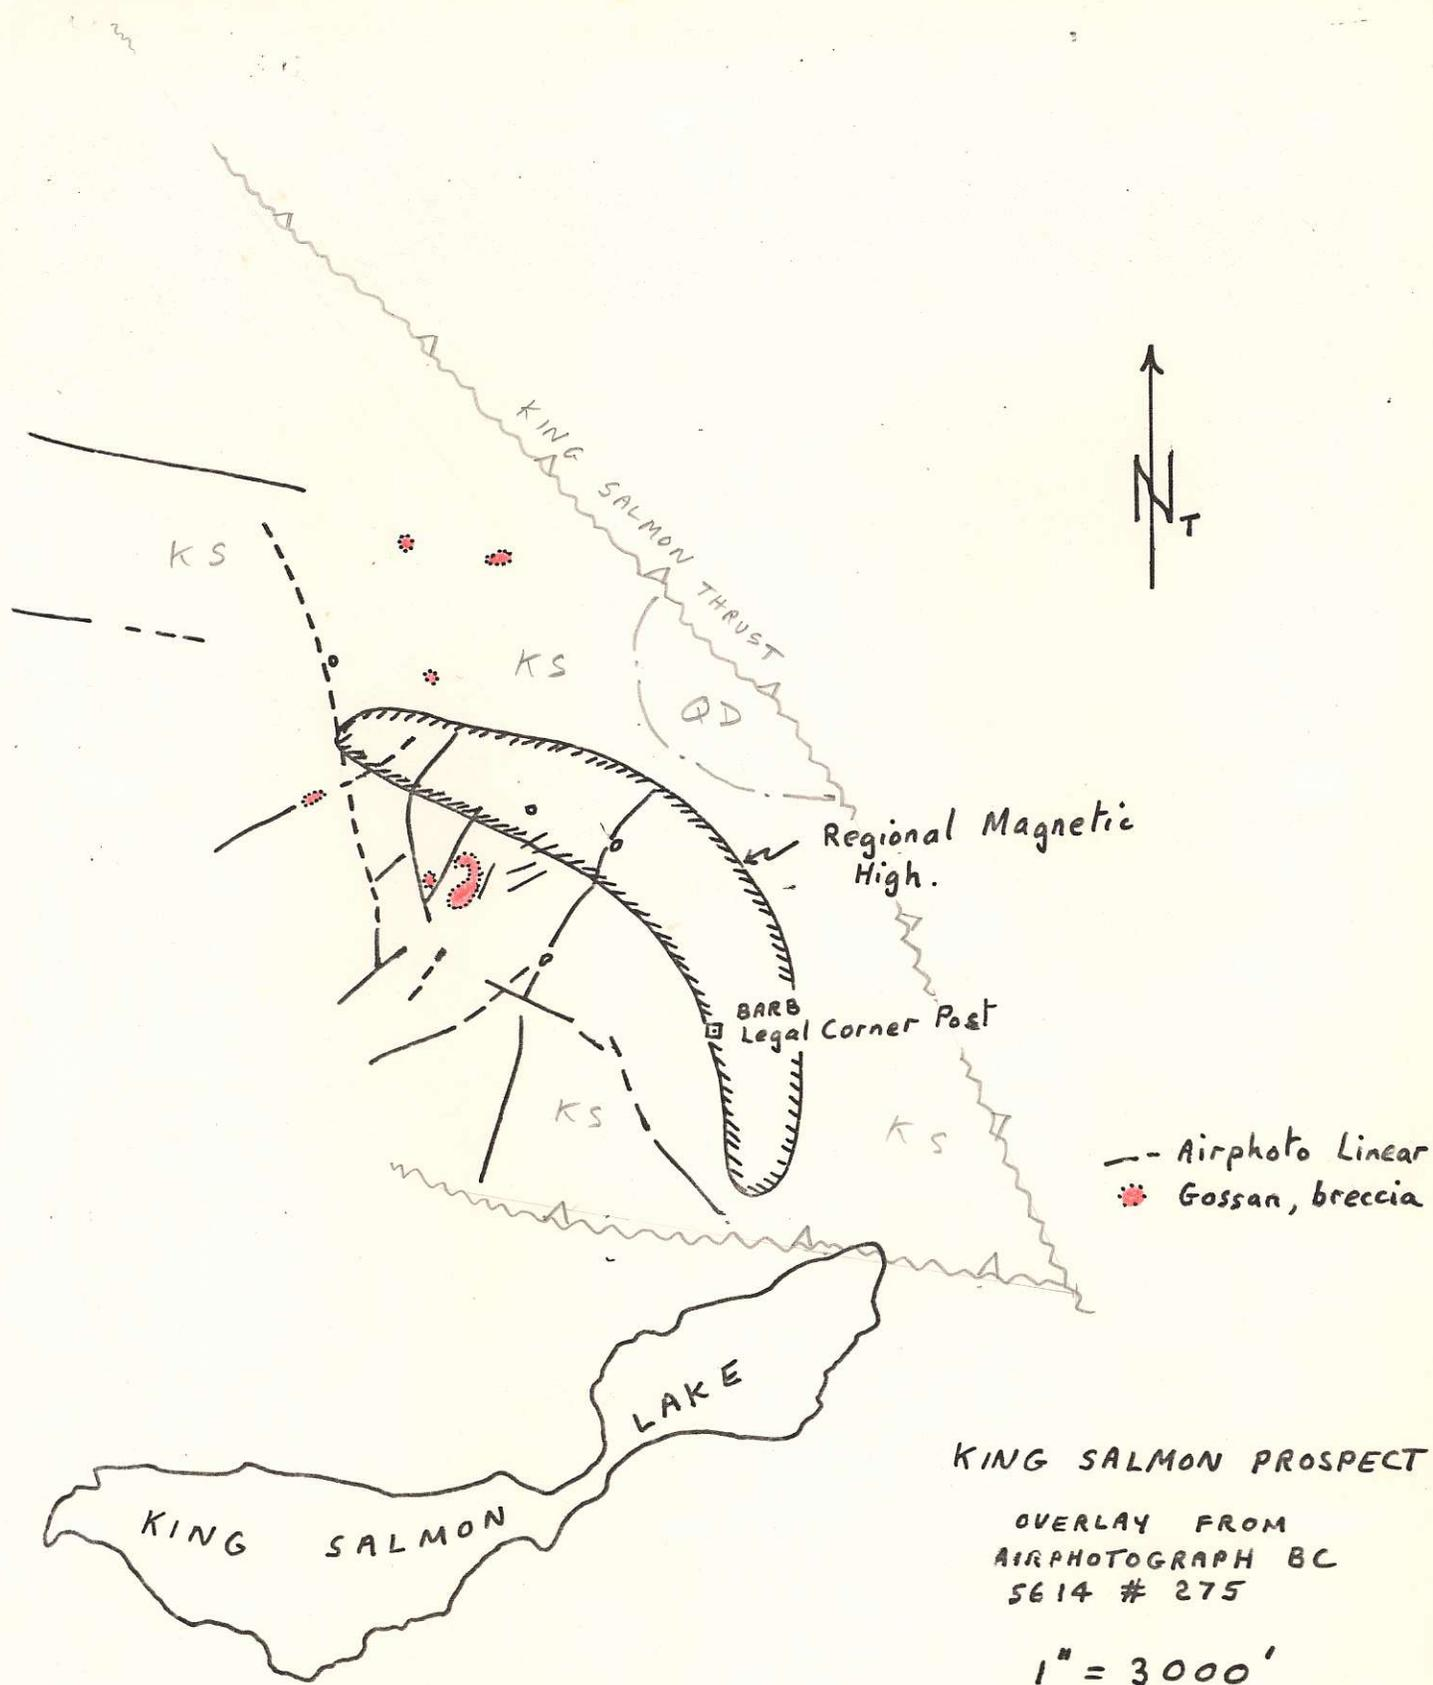 KING SALMON THRUST
N
T
KS
KS
QD
Regional Magnetic
High.
BARB
Legal Corner Post
KS
KS
Airphoto Linear
Gossan, breccia
LAKE
KING SALMON
KING SALMON PROSPECT
OVERLAY FROM
AIRPHOTOGRAPH BC
5614 # 275
1" = 3000'